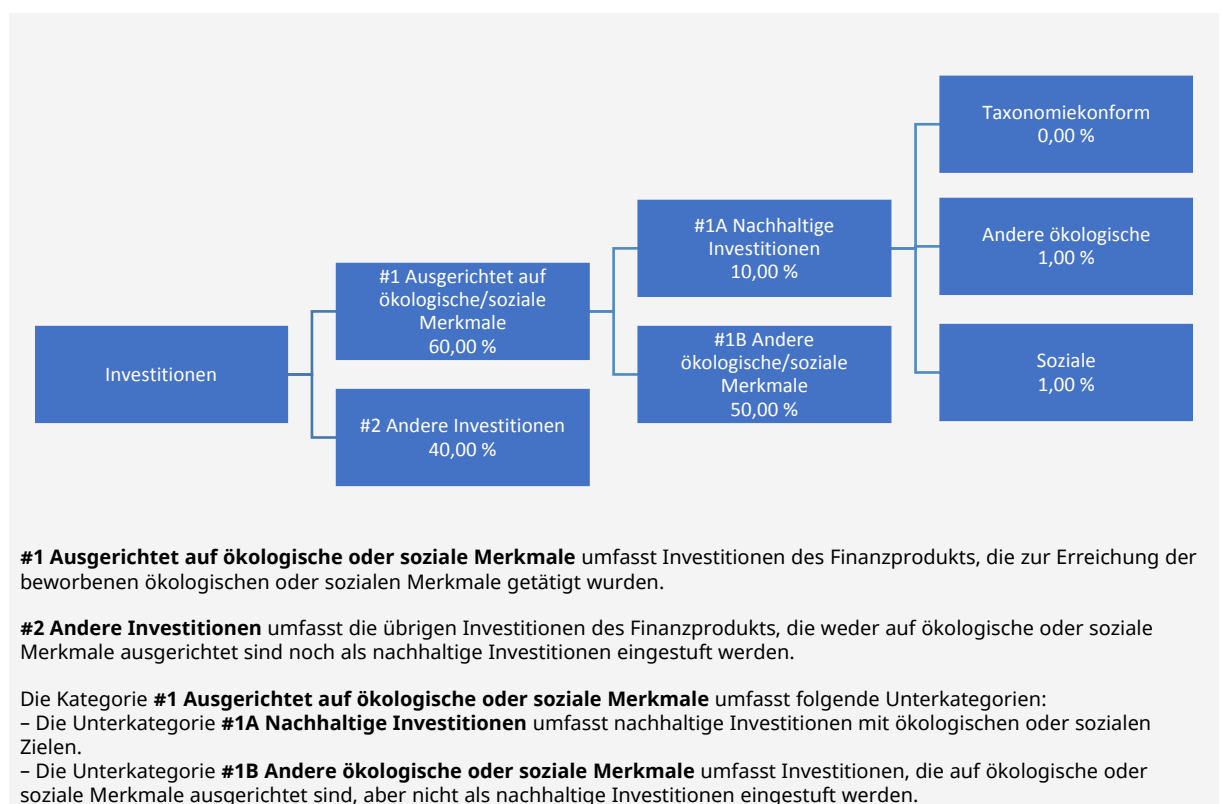 Investitionen
#1 Ausgerichtet auf
ökologische/soziale
Merkmale
60,00 %
#2 Andere Investitionen
40,00 %
#1A Nachhaltige
Investitionen
10,00 %
#1B Andere
ökologische/soziale
Merkmale
50,00 %
Taxonomiekonform
0,00 %
Andere ökologische
1,00 %
Soziale
1,00 %
#1 Ausgerichtet auf ökologische oder soziale Merkmale umfasst Investitionen des Finanzprodukts, die zur Erreichung der
beworbenen ökologischen oder sozialen Merkmale getätigt wurden.
#2 Andere Investitionen umfasst die übrigen Investitionen des Finanzprodukts, die weder auf ökologische oder soziale
Merkmale ausgerichtet sind noch als nachhaltige Investitionen eingestuft werden.
Die Kategorie #1 Ausgerichtet auf ökologische oder soziale Merkmale umfasst folgende Unterkategorien:
– Die Unterkategorie #1A Nachhaltige Investitionen umfasst nachhaltige Investitionen mit ökologischen oder sozialen
Zielen.
– Die Unterkategorie #1B Andere ökologische oder soziale Merkmale umfasst Investitionen, die auf ökologische oder
soziale Merkmale ausgerichtet sind, aber nicht als nachhaltige Investitionen eingestuft werden.